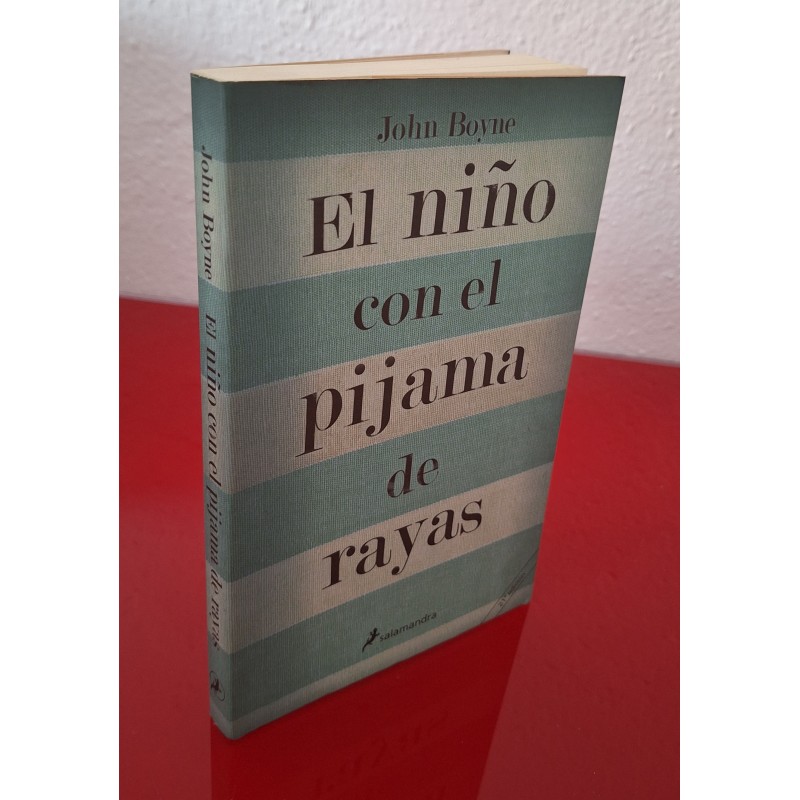 John Boyne
El niño
con el
pijama
de
rayas
salamandra
John Boyne El niño con el pijama de rayas